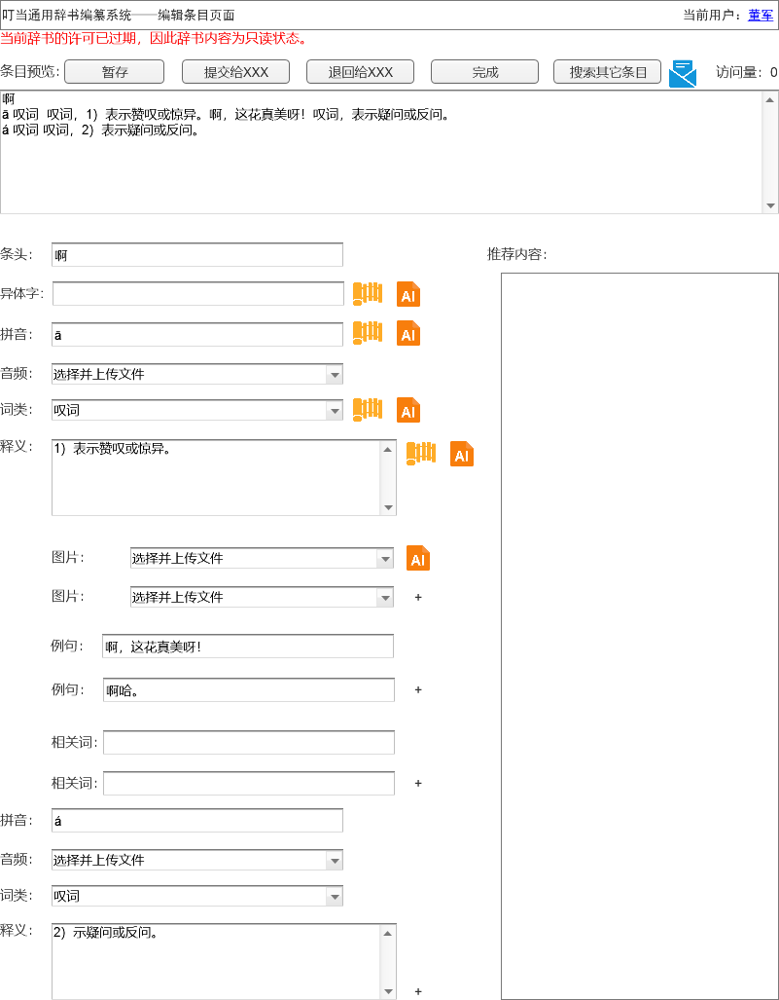 叮当通用辞书编纂系统——编辑条目页面 当前用户：董军
当前辞书的许可已过期，因此辞书内容为只读状态。
条目预览： 暂存 提交给XXX 退回给XXX 完成 搜索其它条目 访问量：0
啊
ā 叹词 叹词，1）表示赞叹或惊异。啊，这花真美呀！叹词，表示疑问或反问。
á 叹词 叹词，2）表示疑问或反问。
条头： 啊 推荐内容：
异体字： AI
拼音： ā AI
音频： 选择并上传文件
词类： 叹词 AI
释义： 1）表示赞叹或惊异。 AI
图片： 选择并上传文件 AI
图片： 选择并上传文件 +
例句： 啊，这花真美呀！
例句： 啊哈。 +
相关词：
相关词： +
拼音： á
音频： 选择并上传文件
词类： 叹词
释义： 2）示疑问或反问。
+